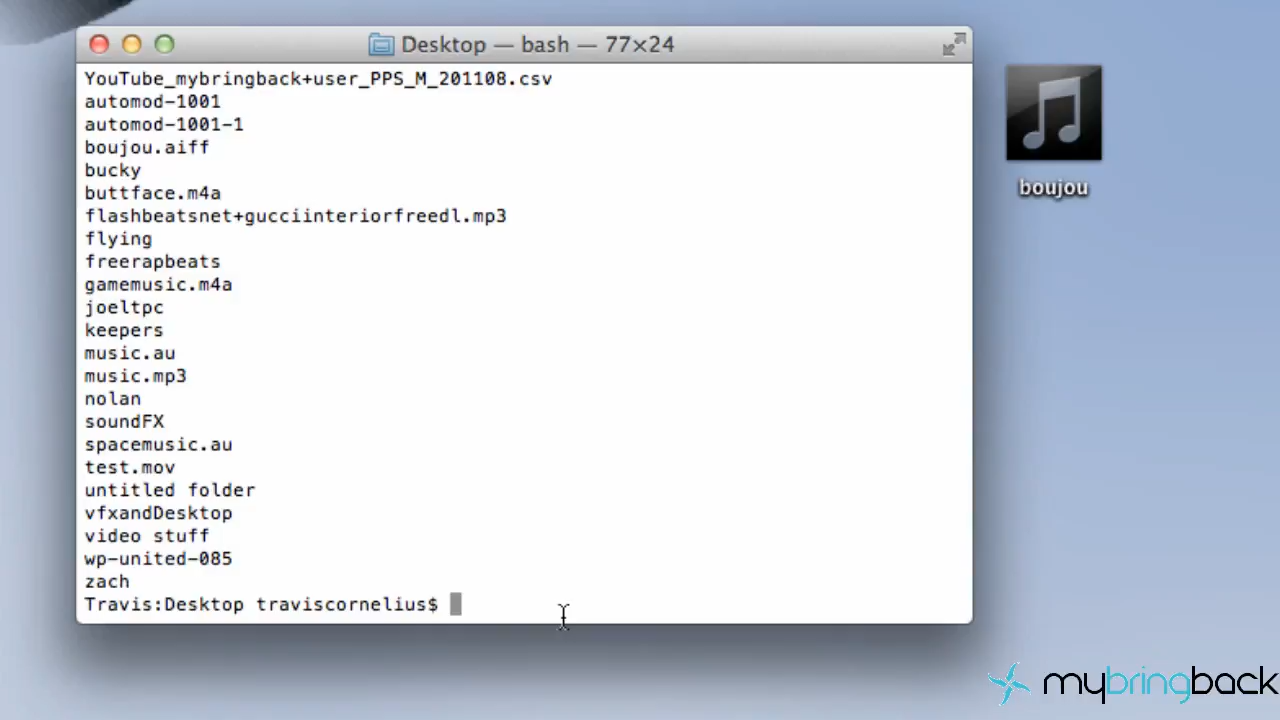 Desktop — bash — 77×24
YouTube_mybringback+user_PPS_M_201108.csv
automod-1001
automod-1001-1
boujou.aiff
bucky
buttface.m4a
flashbeatsnet+gucciinteriorfreedl.mp3
flying
freerapbeats
gamemusic.m4a
joeltpc
keepers
music.au
music.mp3
nolan
soundFX
spacemusic.au
test.mov
untitled folder
vfxandDesktop
video stuff
wp-united-085
zach
Travis:Desktop traviscornelius$
boujou
mybringback